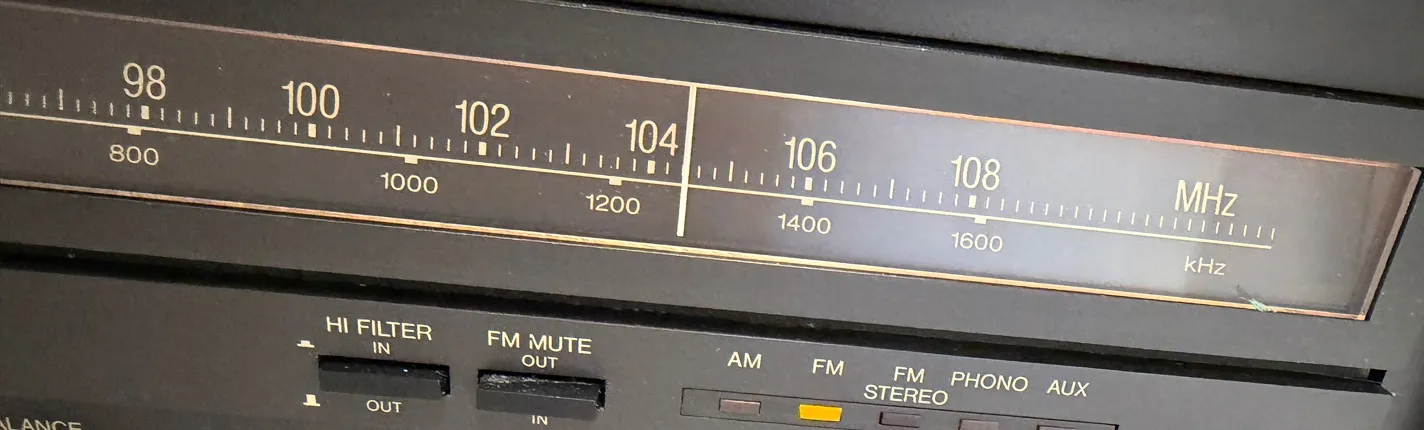 98 100 102 104 106 108 MHz
800 1000 1200 1400 1600 kHz
HI FILTER
IN
OUT
FM MUTE
OUT
IN
AM FM FM STEREO PHONO AUX